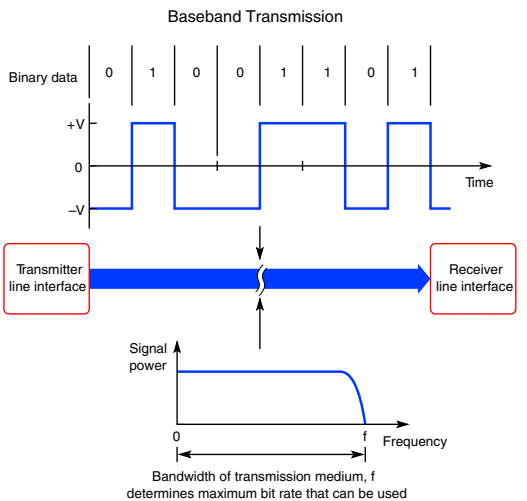 Baseband Transmission
Binary data 0 1 0 0 1 1 0 1
+V
0
Time
–V
Transmitter
line interface
Receiver
line interface
Signal
power
0 f
Frequency
Bandwidth of transmission medium, f
determines maximum bit rate that can be used